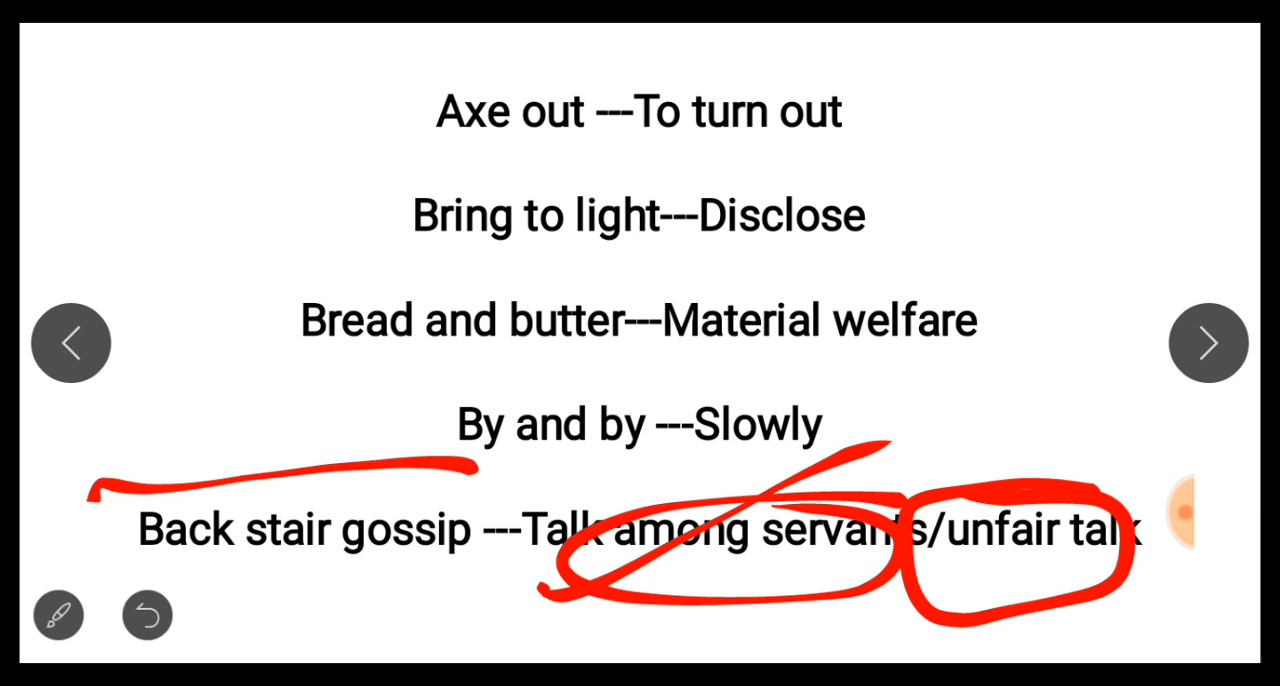 Axe out ---To turn out
Bring to light---Disclose
Bread and butter---Material welfare
By and by ---Slowly
Back stair gossip ---Talk among servants/unfair talk